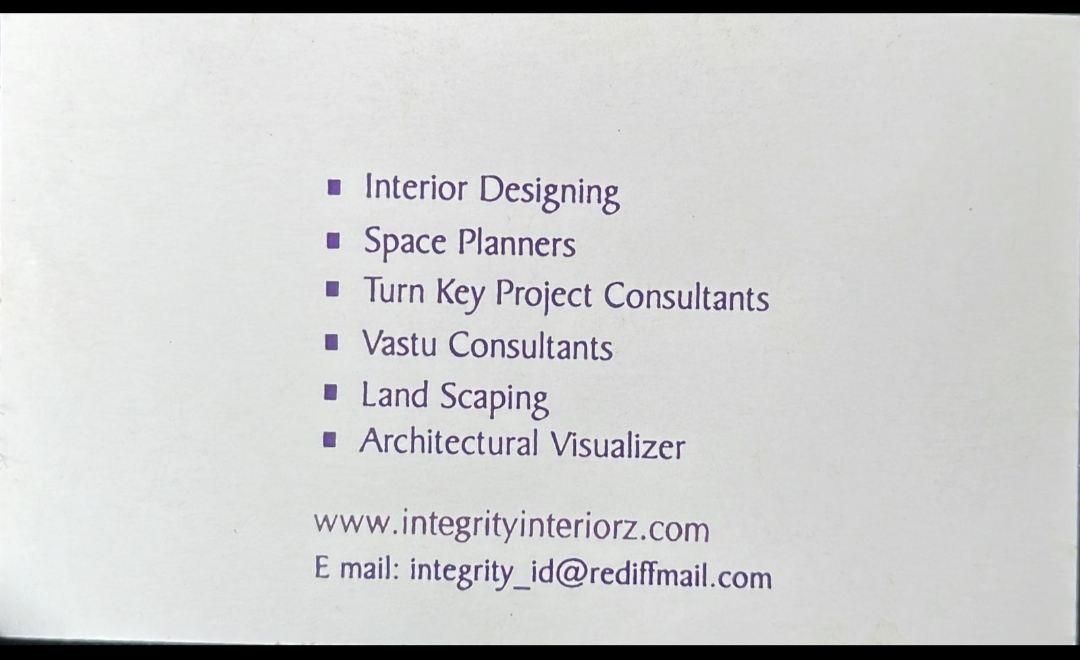 ▪ Interior Designing
▪ Space Planners
▪ Turn Key Project Consultants
▪ Vastu Consultants
▪ Land Scaping
▪ Architectural Visualizer
www.integrityinteriorz.com
E mail: integrity_id@rediffmail.com